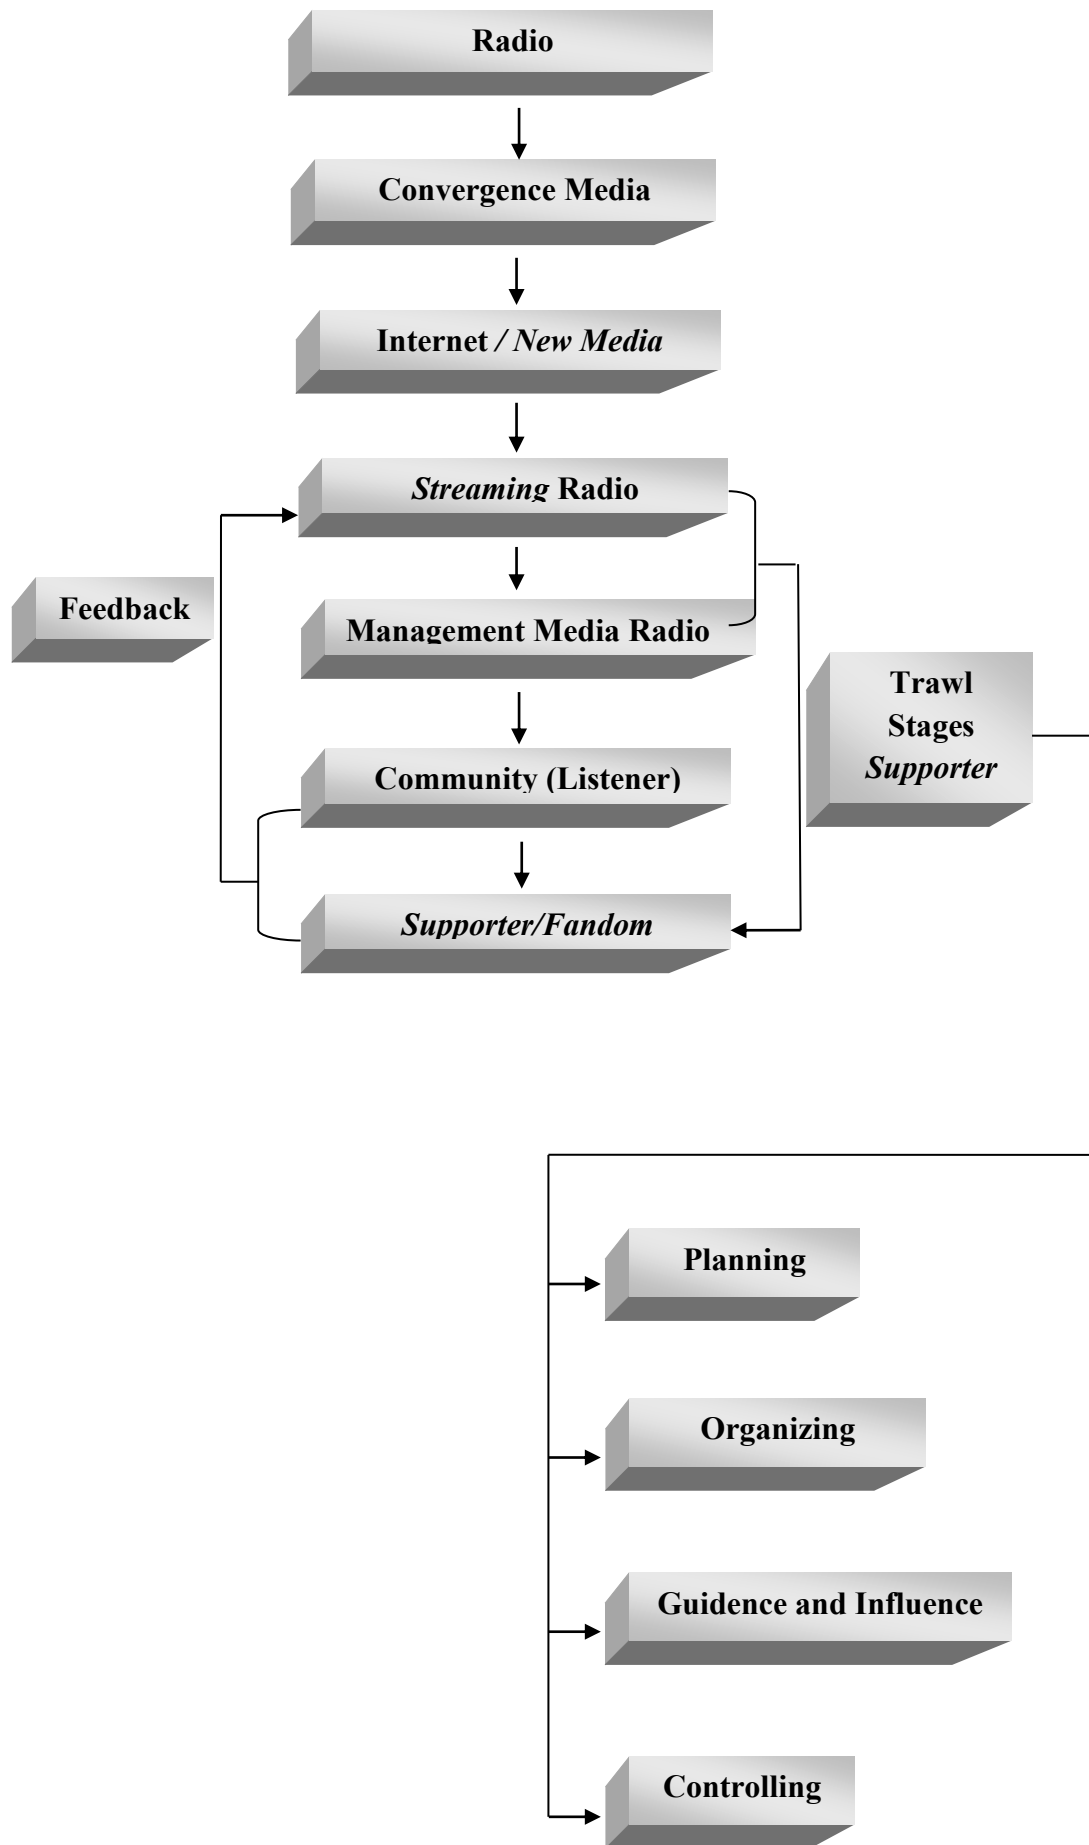 Radio
Convergence Media
Internet / New Media
Streaming Radio
Feedback
Management Media Radio
Trawl
Stages
Supporter
Community (Listener)
Supporter/Fandom
Planning
Organizing
Guidence and Influence
Controlling